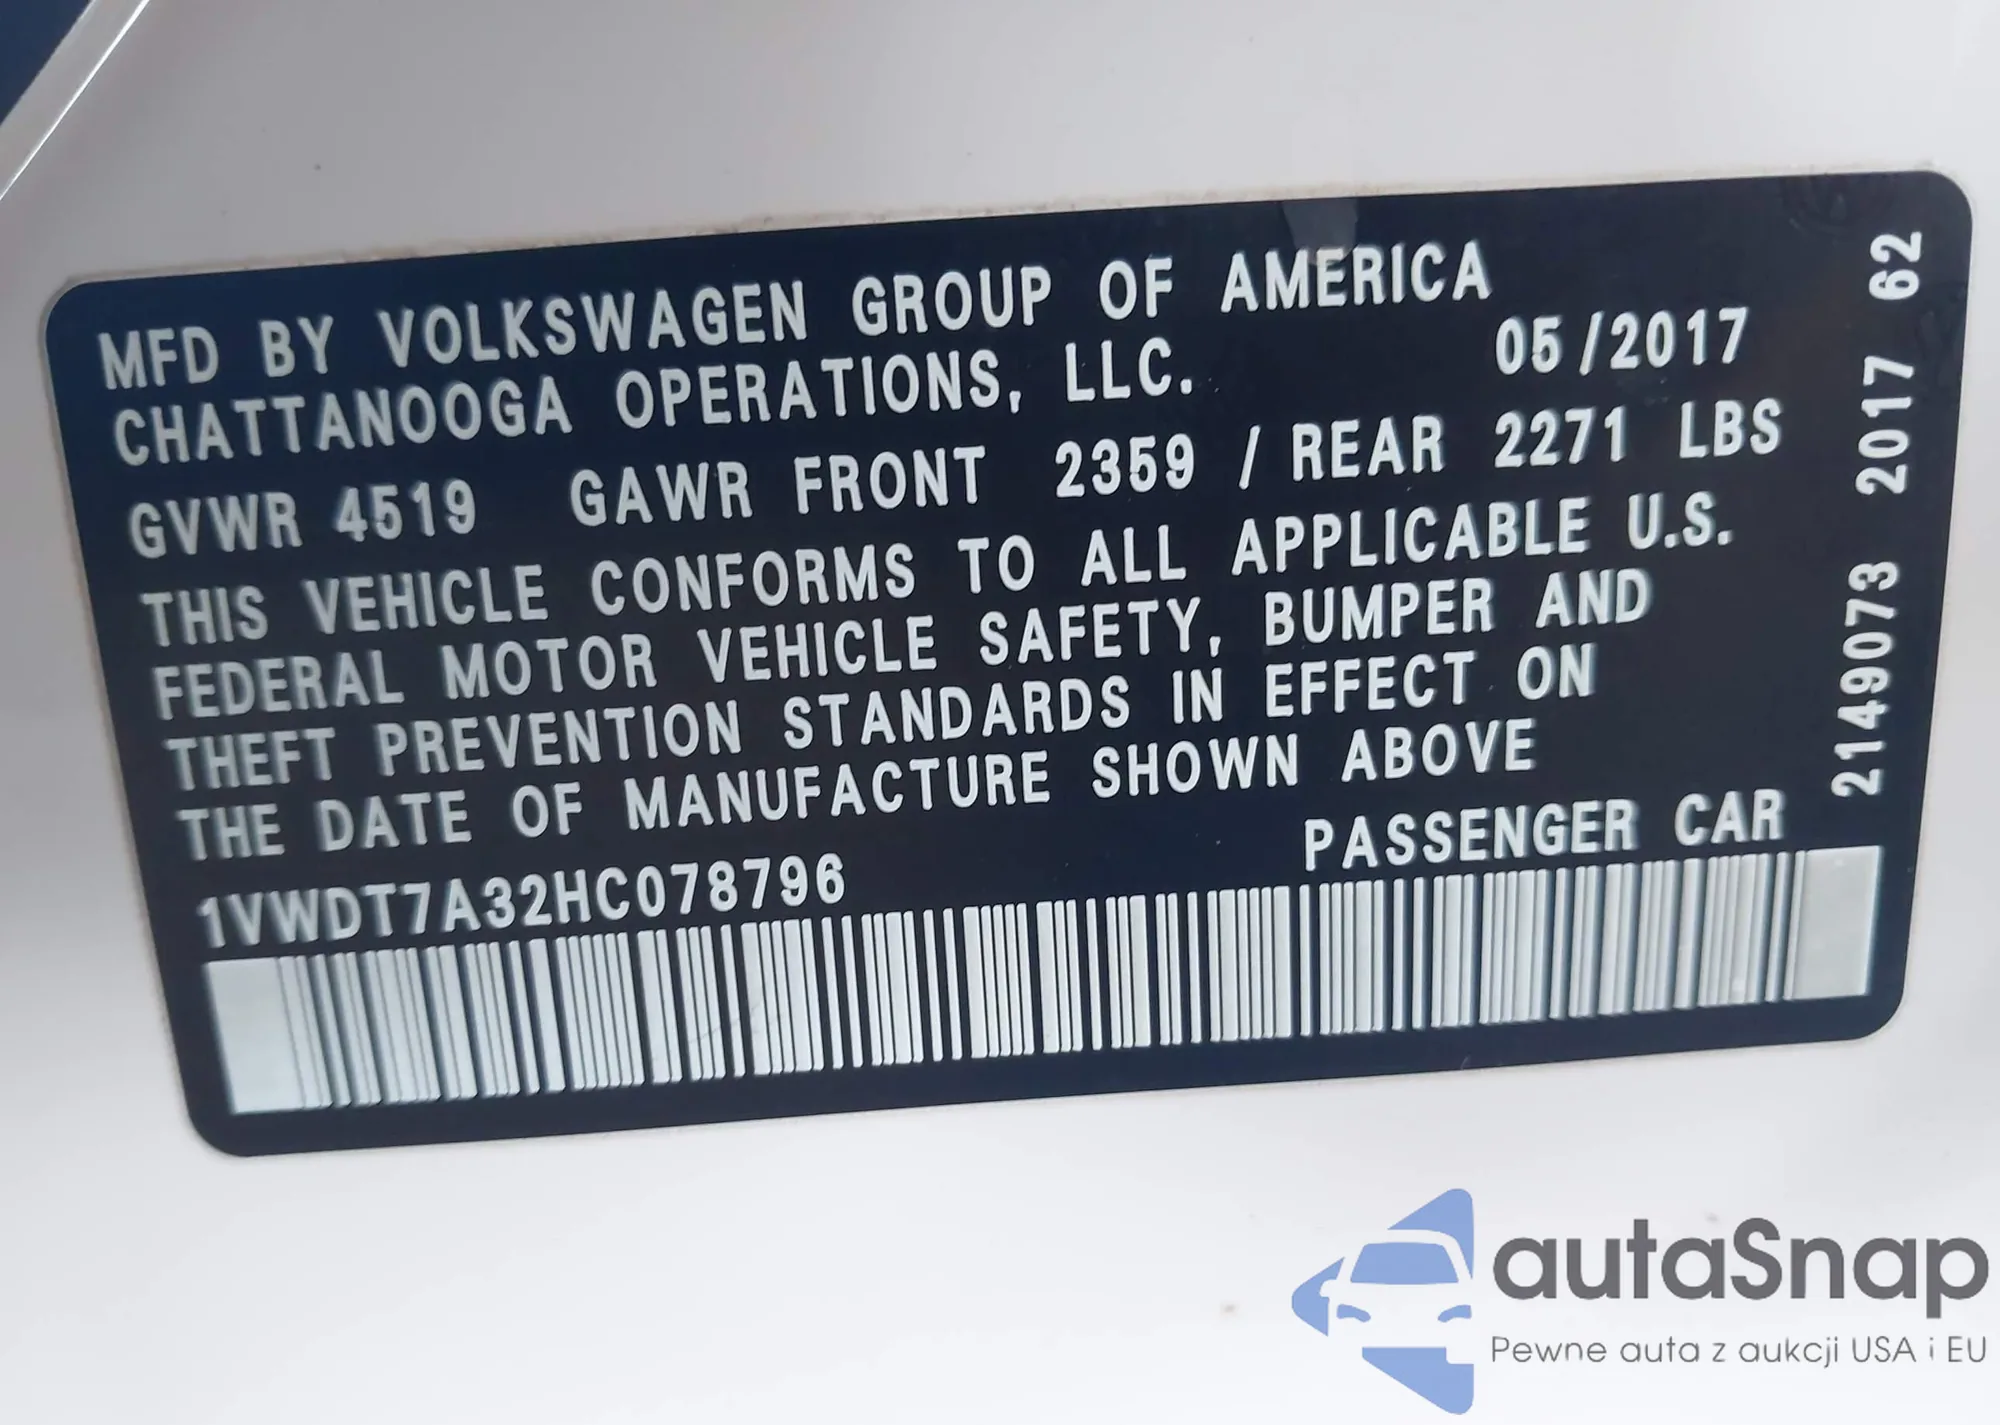 MFD BY VOLKSWAGEN GROUP OF AMERICA
CHATTANOOGA OPERATIONS, LLC. 05/2017
GVWR 4519 GAWR FRONT 2359 / REAR 2271 LBS
THIS VEHICLE CONFORMS TO ALL APPLICABLE U.S.
FEDERAL MOTOR VEHICLE SAFETY, BUMPER AND
THEFT PREVENTION STANDARDS IN EFFECT ON
THE DATE OF MANUFACTURE SHOWN ABOVE
1VWDT7A32HC078796 PASSENGER CAR
2149073 2017 62
autaSnap
Pewne auta z aukcji USA i EU